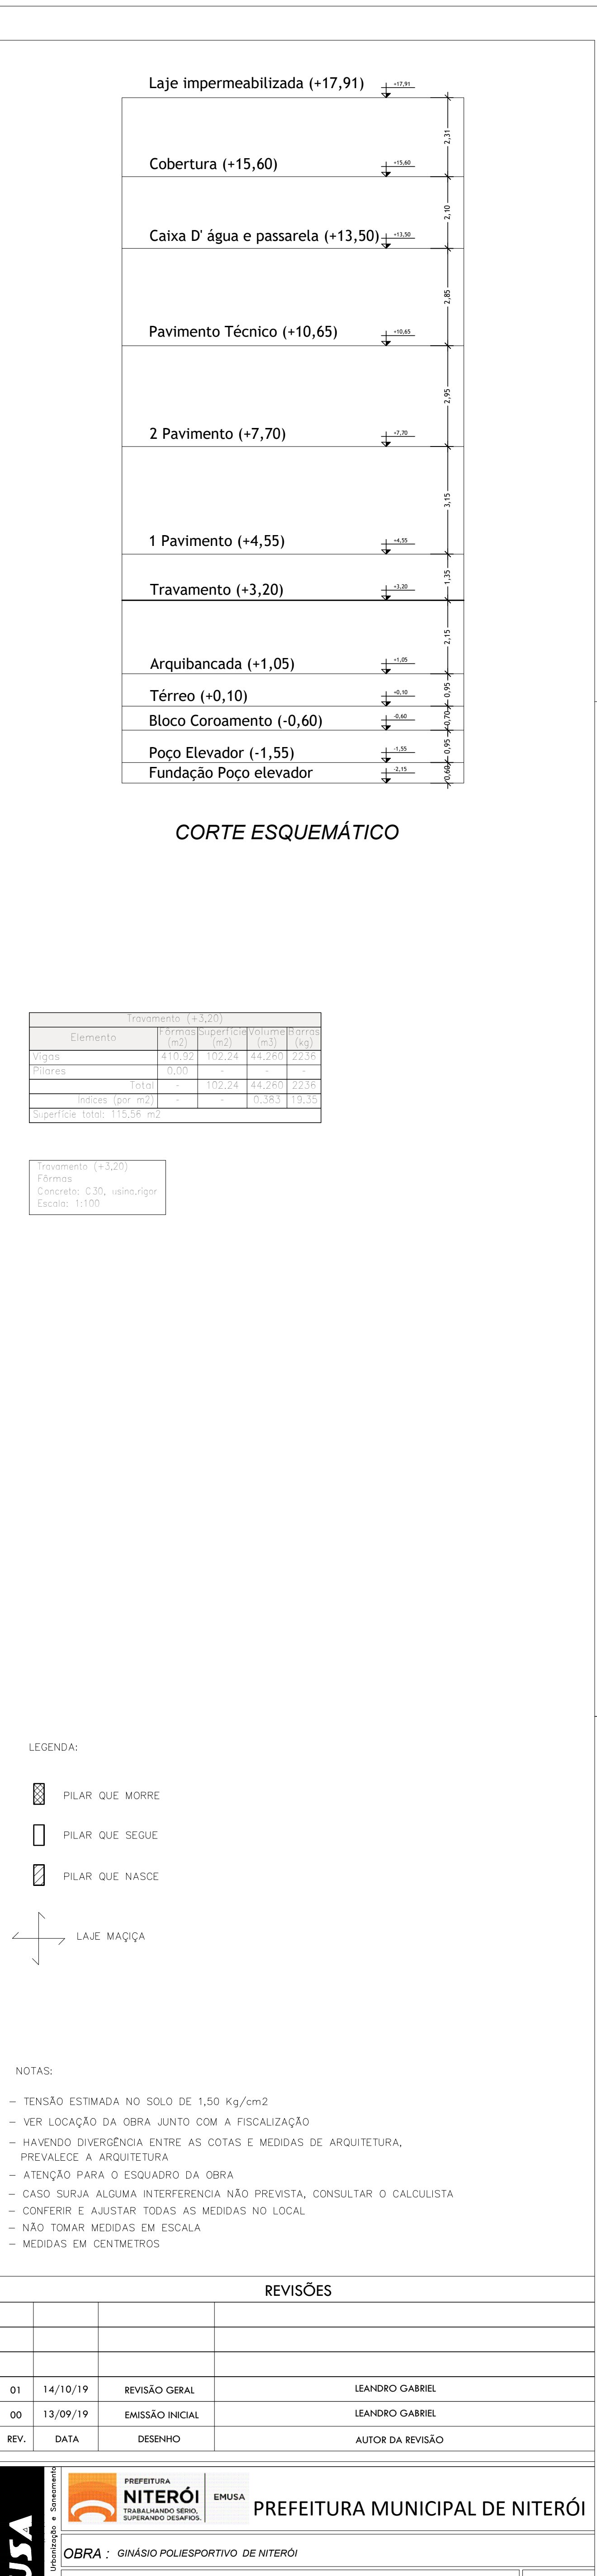 Laje impermeabilizada (+17,91) +17,91
2,31
Cobertura (+15,60) +15,60
2,10
Caixa D' água e passarela (+13,50) +13,50
2,85
Pavimento Técnico (+10,65) +10,65
2,95
2 Pavimento (+7,70) +7,70
3,15
1 Pavimento (+4,55) +4,55
1,35
Travamento (+3,20) +3,20
2,15
Arquibancada (+1,05) +1,05
0,95
Térreo (+0,10) +0,10
0,70
Bloco Coroamento (-0,60) -0,60
0,95
Poço Elevador (-1,55) -1,55
0,60
Fundação Poço elevador -2,15
CORTE ESQUEMÁTICO
Travamento (+3,20)
Elemento Fôrmas (m2) Superfície (m2) Volume (m3) Barras (kg)
Vigas 410,92 102,24 44,260 2236
Pilares 0,00 - - -
Total - 102,24 44,260 2236
Indices (por m2) - - 0,383 19,35
Superfície total: 115,56 m2
Travamento (+3,20)
Fôrmas
Concreto: C30, usina,rigor
Escala: 1:100
LEGENDA:
PILAR QUE MORRE
PILAR QUE SEGUE
PILAR QUE NASCE
LAJE MAÇIÇA
NOTAS:
– TENSÃO ESTIMADA NO SOLO DE 1,50 Kg/cm2
– VER LOCAÇÃO DA OBRA JUNTO COM A FISCALIZAÇÃO
– HAVENDO DIVERGÊNCIA ENTRE AS COTAS E MEDIDAS DE ARQUITETURA,
PREVALECE A ARQUITETURA
– ATENÇÃO PARA O ESQUADRO DA OBRA
– CASO SURJA ALGUMA INTERFERENCIA NÃO PREVISTA, CONSULTAR O CALCULISTA
– CONFERIR E AJUSTAR TODAS AS MEDIDAS NO LOCAL
– NÃO TOMAR MEDIDAS EM ESCALA
– MEDIDAS EM CENTMETROS
REVISÕES
01 14/10/19 REVISÃO GERAL LEANDRO GABRIEL
00 13/09/19 EMISSÃO INICIAL LEANDRO GABRIEL
REV. DATA DESENHO AUTOR DA REVISÃO
Urbanização e Saneamento
PREFEITURA
NITERÓI
TRABALHANDO SÉRIO,
SUPERANDO DESAFIOS.
EMUSA
PREFEITURA MUNICIPAL DE NITERÓI
OBRA : GINÁSIO POLIESPORTIVO DE NITERÓI